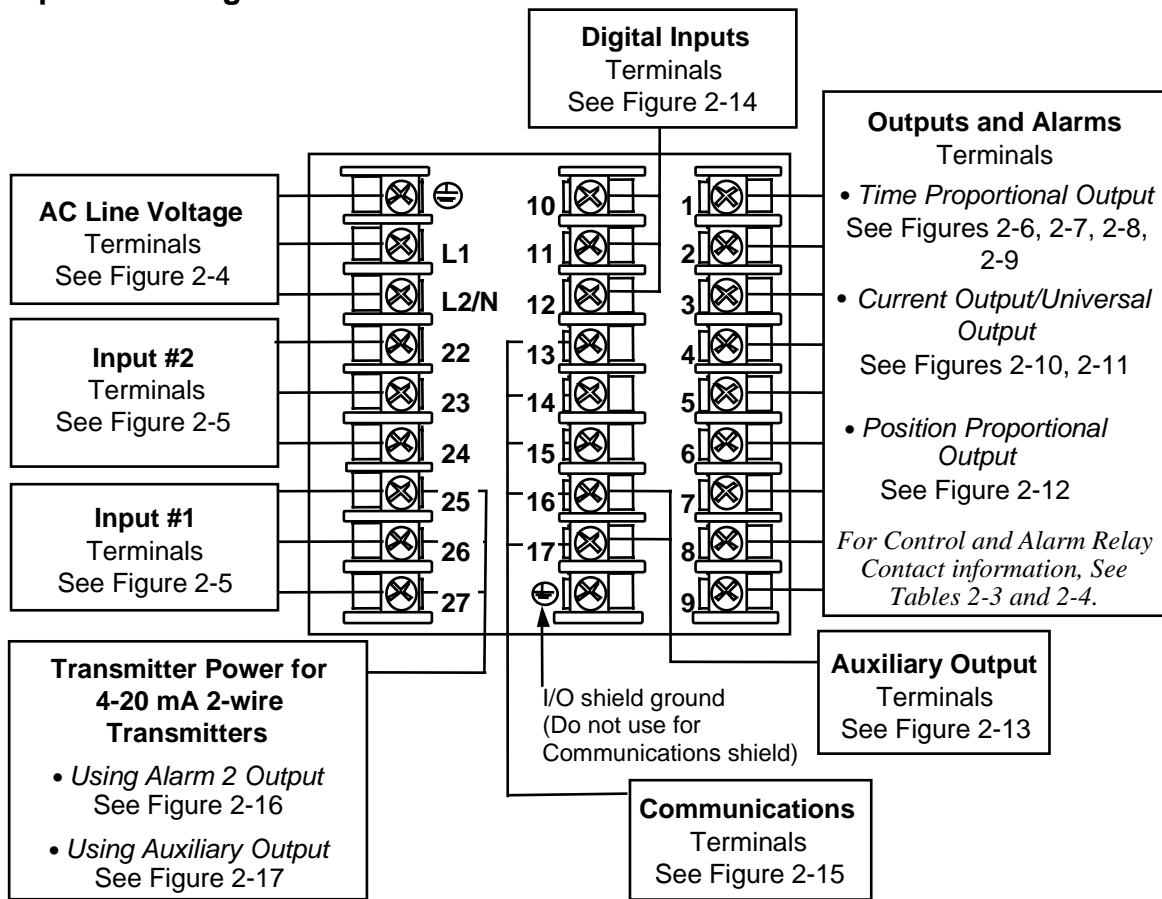 Digital Inputs
Terminals
See Figure 2-14
Outputs and Alarms
Terminals
• Time Proportional Output
See Figures 2-6, 2-7, 2-8,
2-9
• Current Output/Universal
Output
See Figures 2-10, 2-11
• Position Proportional
Output
See Figure 2-12
For Control and Alarm Relay
Contact information, See
Tables 2-3 and 2-4.
AC Line Voltage
Terminals
See Figure 2-4
Input #2
Terminals
See Figure 2-5
Input #1
Terminals
See Figure 2-5
L1
L2/N
22
23
24
25
26
27
10
11
12
13
14
15
16
17
1
2
3
4
5
6
7
8
9
Transmitter Power for
4-20 mA 2-wire
Transmitters
• Using Alarm 2 Output
See Figure 2-16
• Using Auxiliary Output
See Figure 2-17
I/O shield ground
(Do not use for
Communications shield)
Auxiliary Output
Terminals
See Figure 2-13
Communications
Terminals
See Figure 2-15